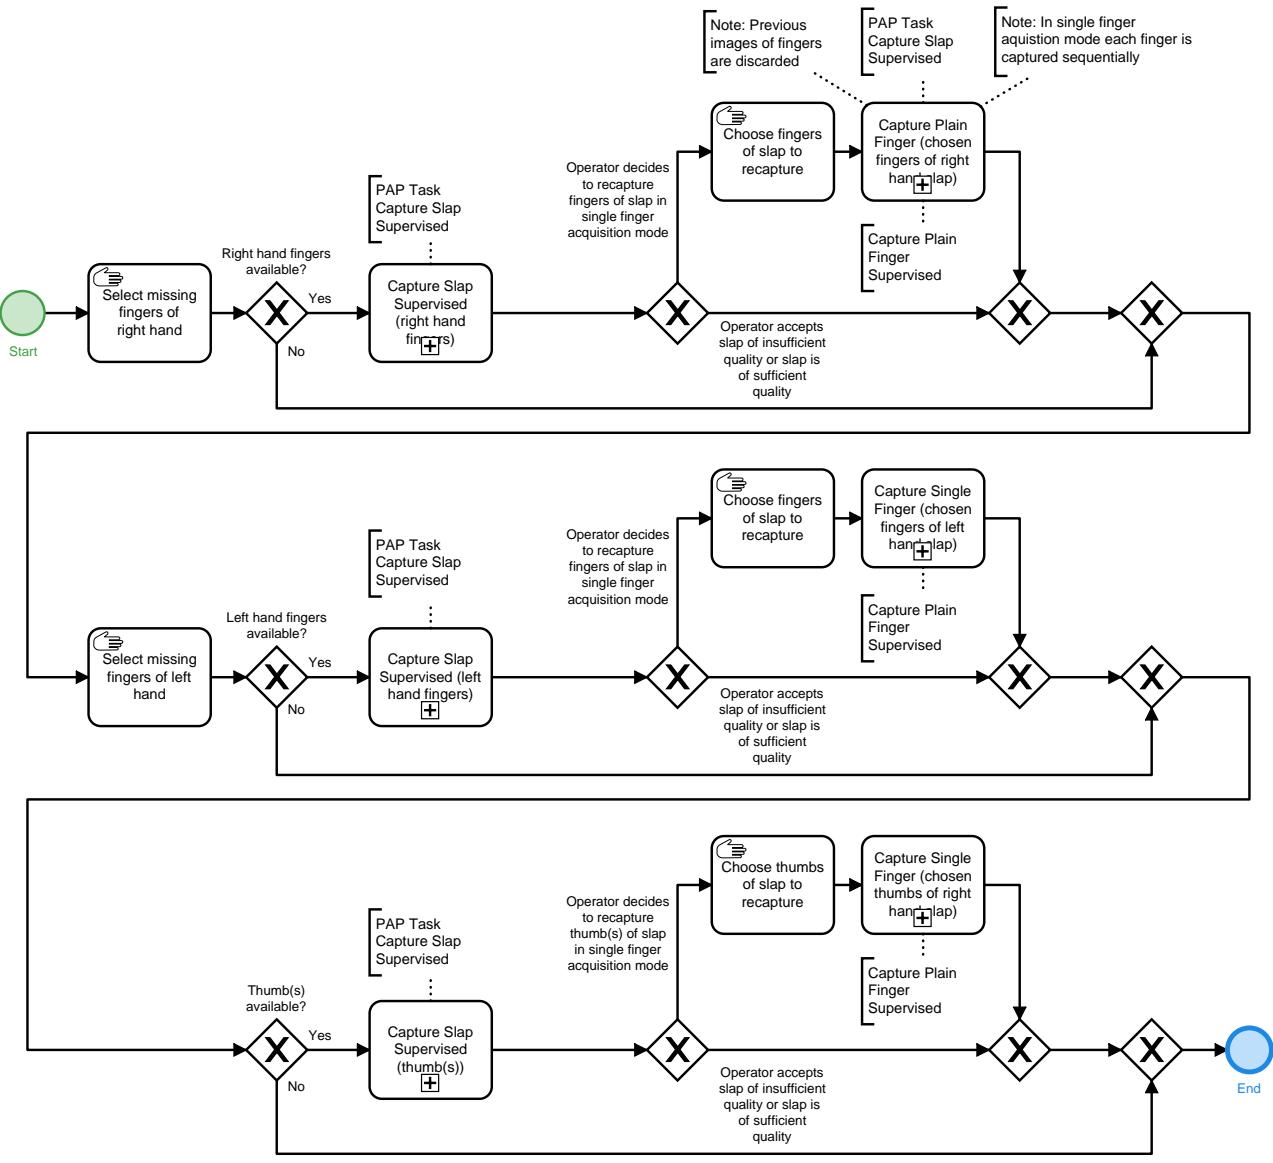 Note: Previous
images of fingers
are discarded
PAP Task
Capture Slap
Supervised
Note: In single finger
aquistion mode each finger is
captured sequentially
Choose fingers
of slap to
recapture
Capture Plain
Finger (chosen
fingers of right
hand slap)
Operator decides
to recapture
fingers of slap in
single finger
acquisition mode
PAP Task
Capture Slap
Supervised
Capture Plain
Finger
Supervised
Right hand fingers
available?
Select missing
fingers of
right hand
Yes
Capture Slap
Supervised
(right hand
fingers)
X
X
X
X
Start
No
Operator accepts
slap of insufficient
quality or slap is
of sufficient
quality
Choose fingers
of slap to
recapture
Capture Single
Finger (chosen
fingers of left
hand slap)
Operator decides
to recapture
fingers of slap in
single finger
acquisition mode
PAP Task
Capture Slap
Supervised
Capture Plain
Finger
Supervised
Left hand fingers
available?
Select missing
fingers of left
hand
Yes
Capture Slap
Supervised (left
hand fingers)
X
X
X
X
No
Operator accepts
slap of insufficient
quality or slap is
of sufficient
quality
Choose thumbs
of slap to
recapture
Capture Single
Finger (chosen
thumbs of right
hand slap)
Operator decides
to recapture
thumb(s) of slap
in single finger
acquisition mode
PAP Task
Capture Slap
Supervised
Capture Plain
Finger
Supervised
Thumb(s)
available?
Yes
Capture Slap
Supervised
(thumb(s))
X
X
X
X
No
Operator accepts
slap of insufficient
quality or slap is
of sufficient
quality
End